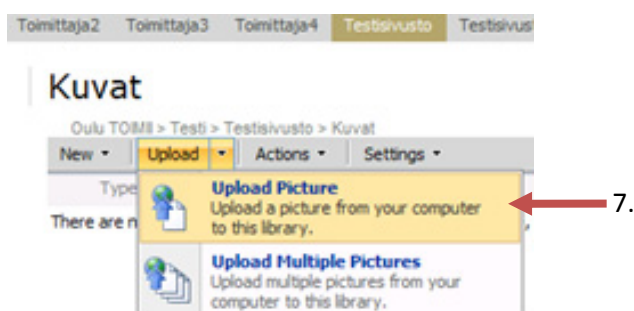 Toimittaja2 Toimittaja3 Toimittaja4 Testisivusto Testisivus
Kuvat
Oulu TOIMII > Testi > Testisivusto > Kuvat
New Upload Actions Settings
Type
Upload Picture
Upload a picture from your computer
to this library.
7.
There are n
Upload Multiple Pictures
Upload multiple pictures from your
computer to this library.